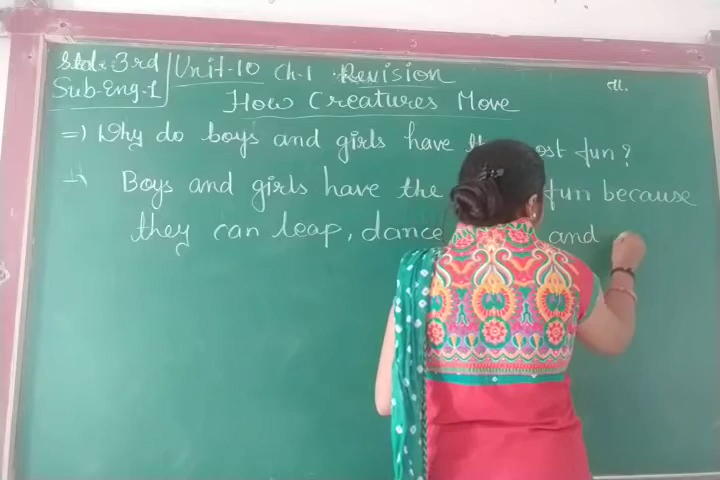 Std. 3rd
Sub-Eng-1
Unit-10 Ch.1 Revision
How Creatures Move
=) Why do boys and girls have fun?
→ Boys and girls have the fun because
they can leap, dance and